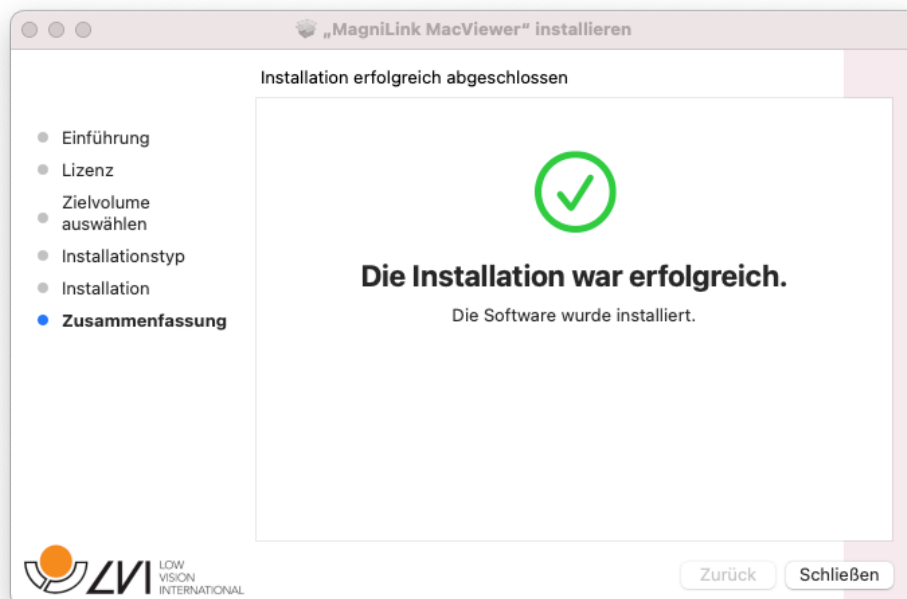 „MagniLink MacViewer“ installieren
Installation erfolgreich abgeschlossen
Einführung
Lizenz
Zielvolume
auswählen
Installationstyp
Installation
Zusammenfassung
Die Installation war erfolgreich.
Die Software wurde installiert.
LVI
LOW
VISION
INTERNATIONAL
Zurück
Schließen